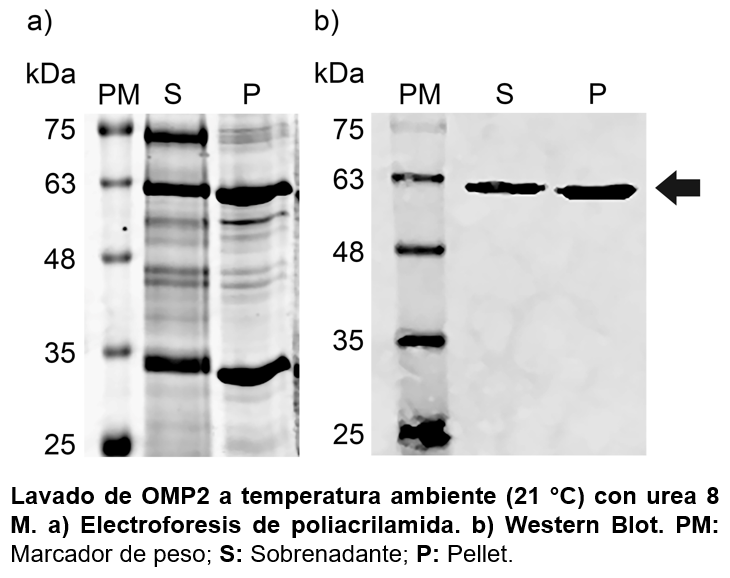 a)
kDa
PM S P
75
63
48
35
25
b)
kDa
PM S P
75
63
48
35
25
Lavado de OMP2 a temperatura ambiente (21 °C) con urea 8
M. a) Electroforesis de poliacrilamida. b) Western Blot. PM:
Marcador de peso; S: Sobrenadante; P: Pellet.